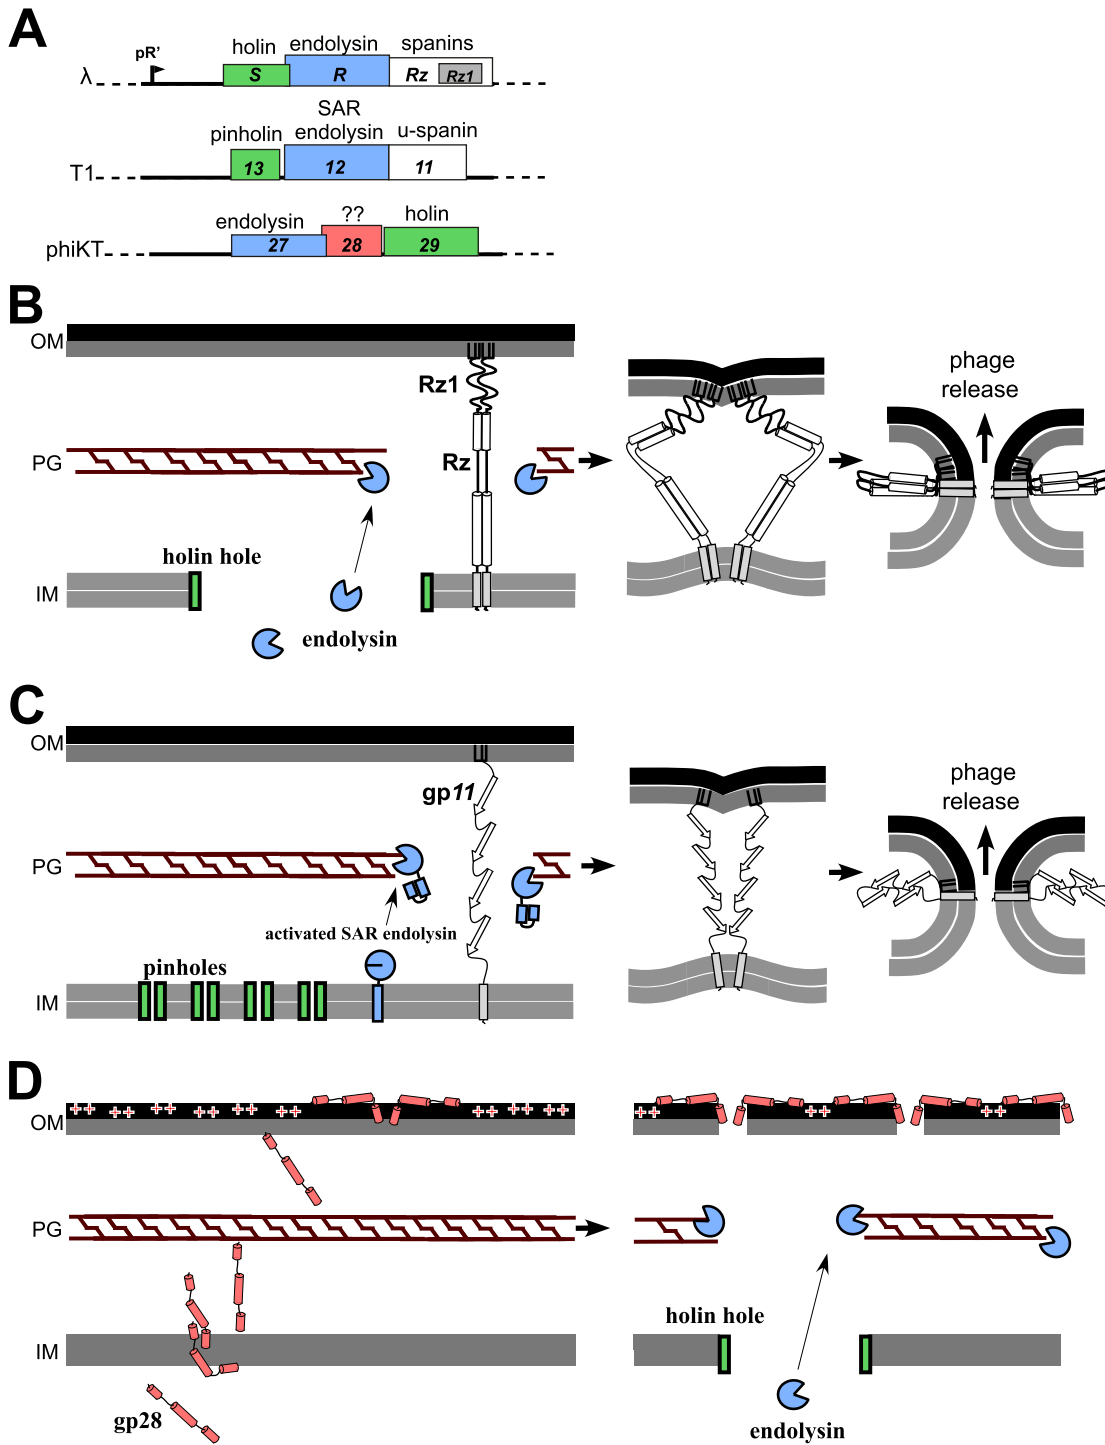 A
holin endolysin spanins
pR'
λ S R Rz Rz1
SAR
pinholin endolysin u-spanin
T1 13 12 11
endolysin ?? holin
phiKT 27 28 29
B
OM
Rz1
phage
release
PG
Rz
holin hole
IM
endolysin
C
OM
gp11
phage
release
PG
activated SAR endolysin
pinholes
IM
D
++ ++ ++ ++ ++ ++ ++ ++ ++
++ ++ ++
OM
PG
holin hole
IM
gp28
endolysin